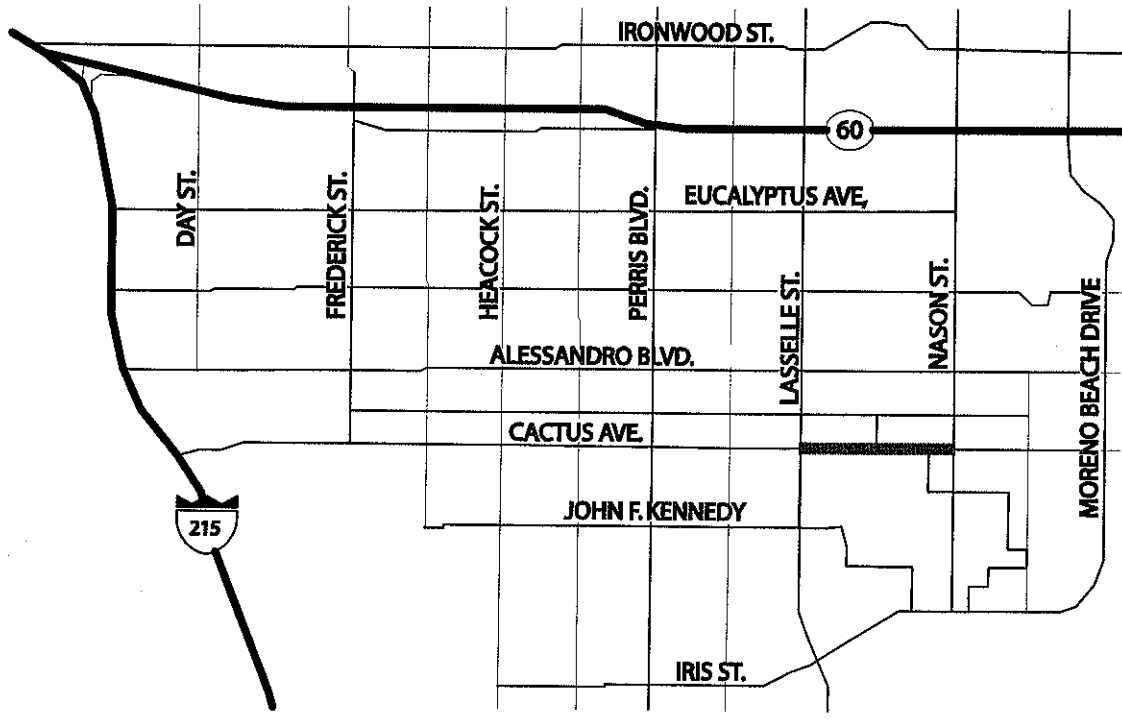 IRONWOOD ST.
60
DAY ST.
FREDERICK ST.
HEACOCK ST.
PERRIS BLVD.
EUCALYPTUS AVE,
LASSELLE ST.
NASON ST.
MORENO BEACH DRIVE
ALESSANDRO BLVD.
CACTUS AVE.
215
JOHN F. KENNEDY
IRIS ST.